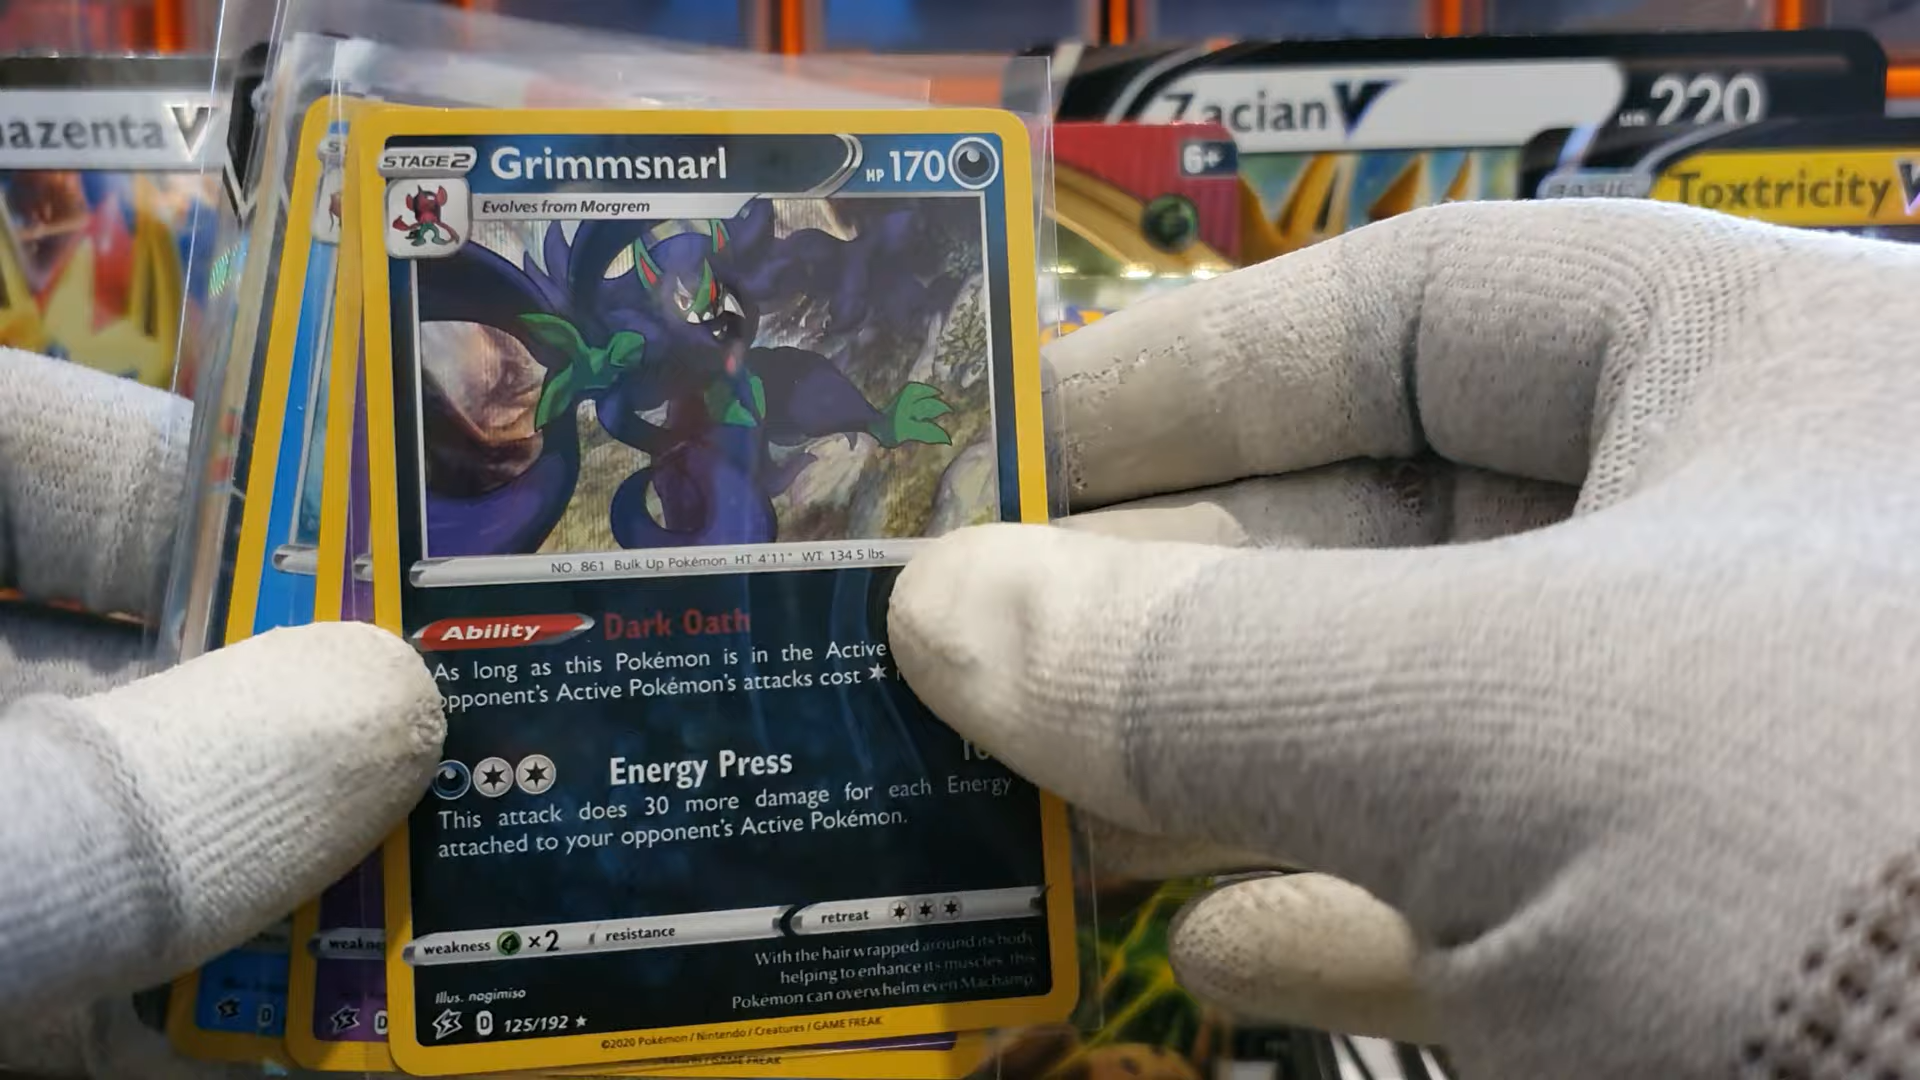 azenta V
Zacian V
220
6+
BASIC
Toxtricity V
STAGE 2
Grimmsnarl
HP 170
Evolves from Morgrem
NO. 861 Bulk Up Pokémon HT: 4'11" WT: 134.5 lbs
Ability Dark Oath
As long as this Pokémon is in the Active
opponent's Active Pokémon's attacks cost
Energy Press
This attack does 30 more damage for each Energy
attached to your opponent's Active Pokémon.
weakness ×2 resistance retreat
With the hair wrapped around its body
helping to enhance its muscles, this
Pokémon can overwhelm even Machamp.
Illus. nagimiso
D 125/192 ★
©2020 Pokémon / Nintendo / Creatures / GAME FREAK
weakne
D
D
GAME FREAK